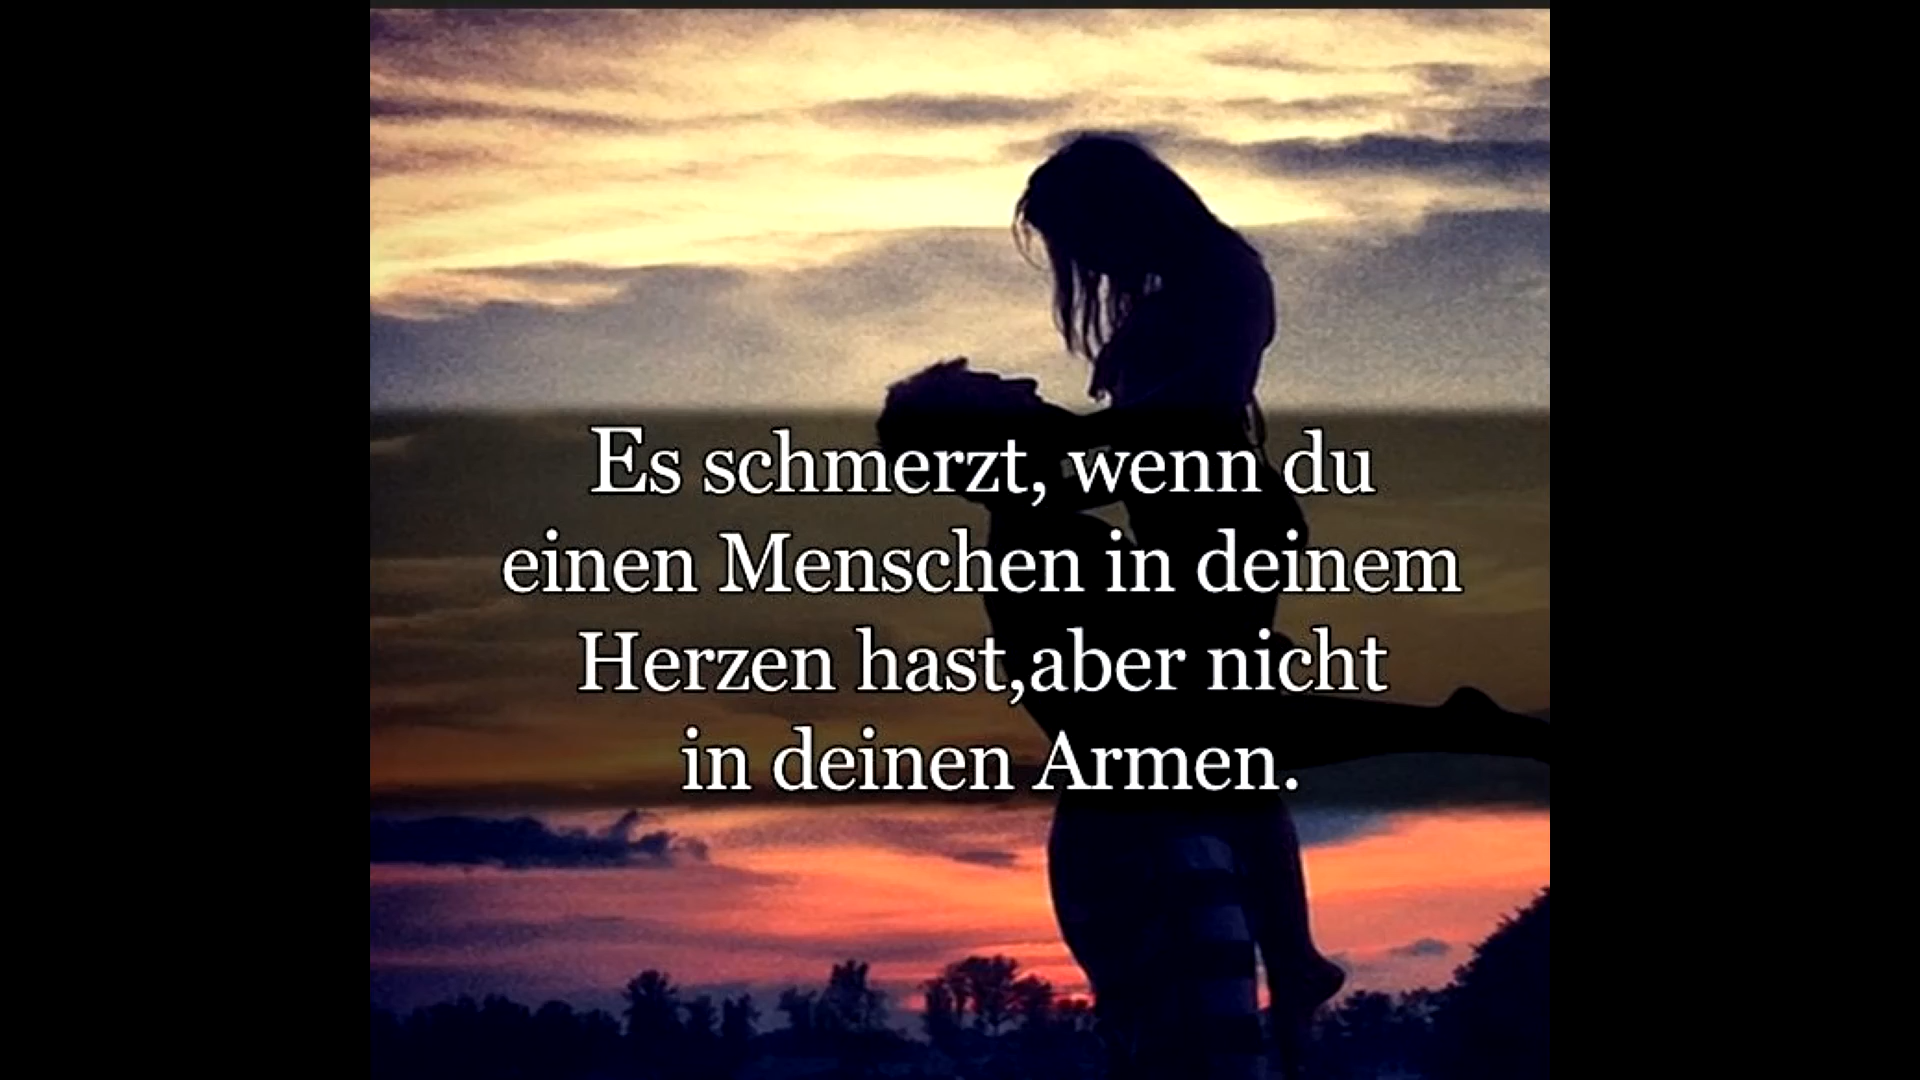 Es schmerzt, wenn du
einen Menschen in deinem
Herzen hast,aber nicht
in deinen Armen.